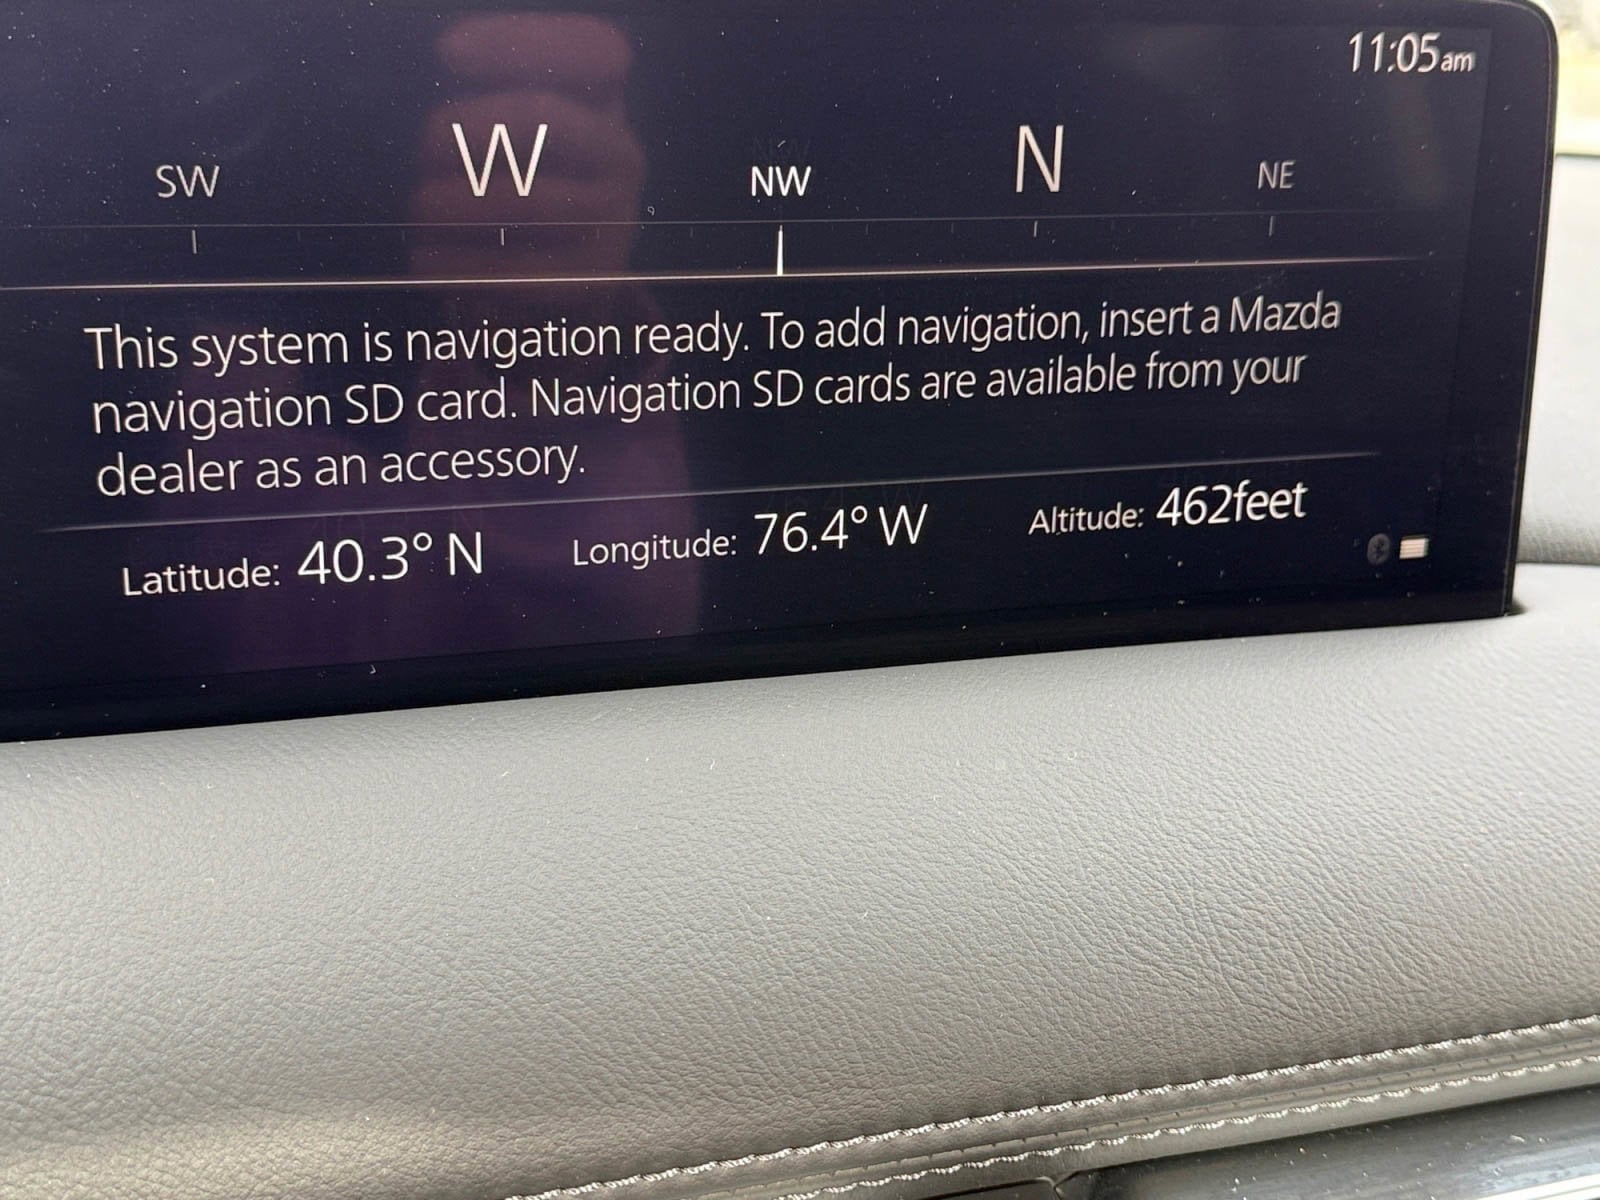 11:05am
SW W NW N NE
This system is navigation ready. To add navigation, insert a Mazda
navigation SD card. Navigation SD cards are available from your
dealer as an accessory.
Latitude: 40.3° N Longitude: 76.4° W Altitude: 462feet